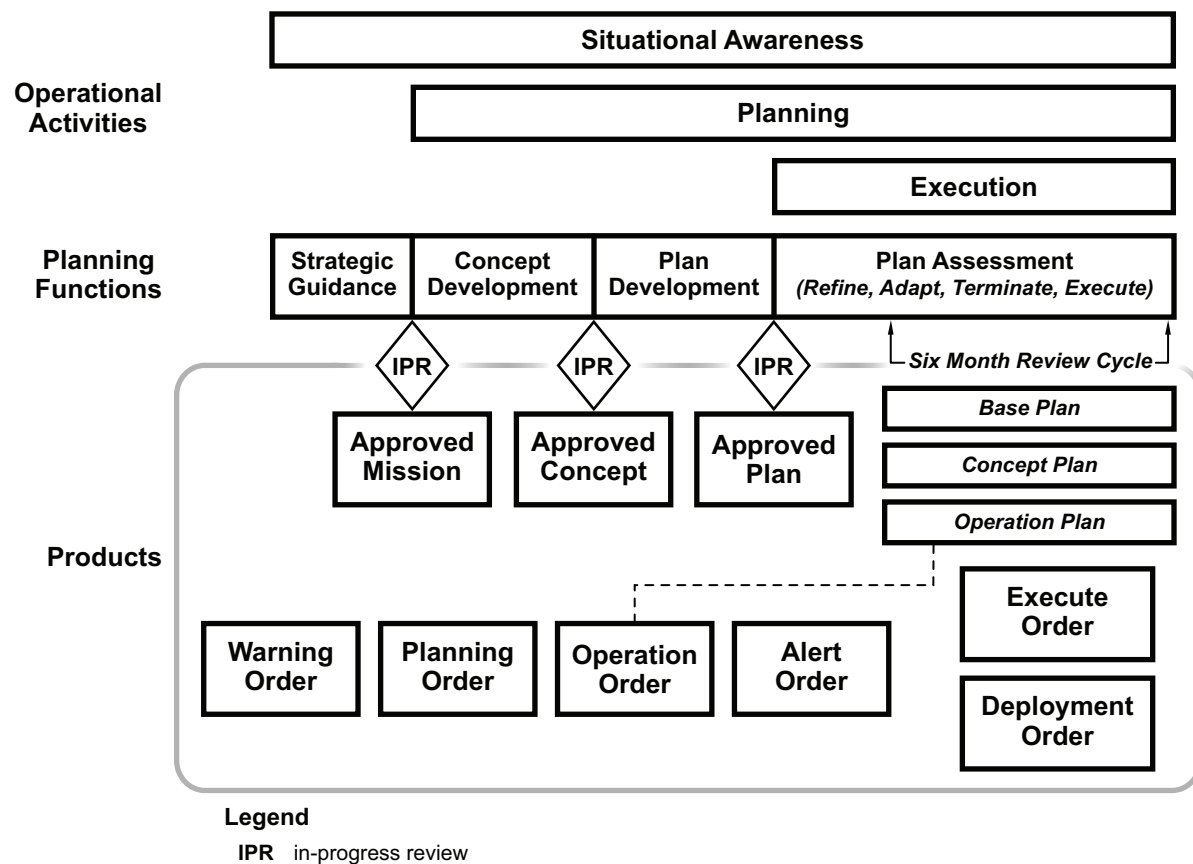 Situational Awareness
Operational
Activities
Planning
Execution
Planning
Functions
Strategic
Guidance
Concept
Development
Plan
Development
Plan Assessment
(Refine, Adapt, Terminate, Execute)
IPR
IPR
IPR
Six Month Review Cycle
Approved
Mission
Approved
Concept
Approved
Plan
Base Plan
Concept Plan
Operation Plan
Products
Warning
Order
Planning
Order
Operation
Order
Alert
Order
Execute
Order
Deployment
Order
Legend
IPR in-progress review